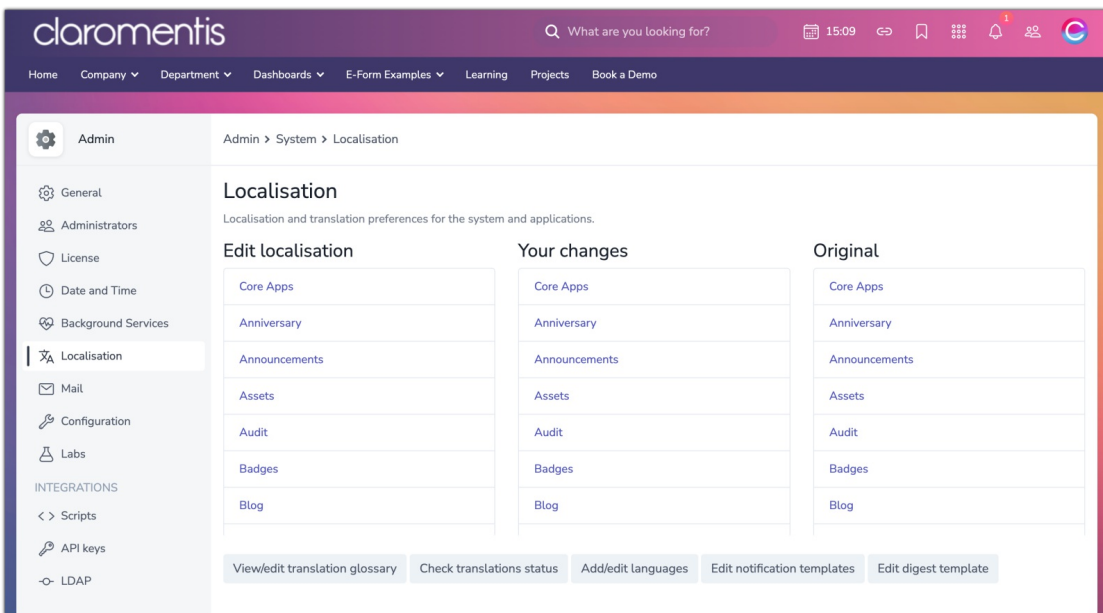 claromentis
What are you looking for?
15:09
1
Home Company Department Dashboards E-Form Examples Learning Projects Book a Demo
Admin
General
Administrators
License
Date and Time
Background Services
Localisation
Mail
Configuration
Labs
INTEGRATIONS
Scripts
API keys
LDAP
Admin > System > Localisation
Localisation
Localisation and translation preferences for the system and applications.
Edit localisation
Core Apps
Anniversary
Announcements
Assets
Audit
Badges
Blog
Your changes
Core Apps
Anniversary
Announcements
Assets
Audit
Badges
Blog
Original
Core Apps
Anniversary
Announcements
Assets
Audit
Badges
Blog
View/edit translation glossary Check translations status Add/edit languages Edit notification templates Edit digest template